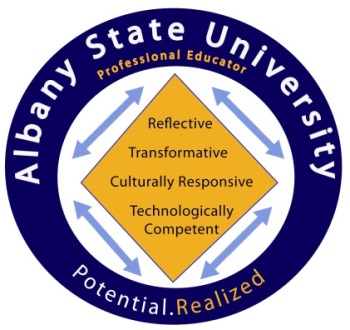 Albany State University
Professional Educator
Reflective
Transformative
Culturally Responsive
Technologically
Competent
Potential.Realized